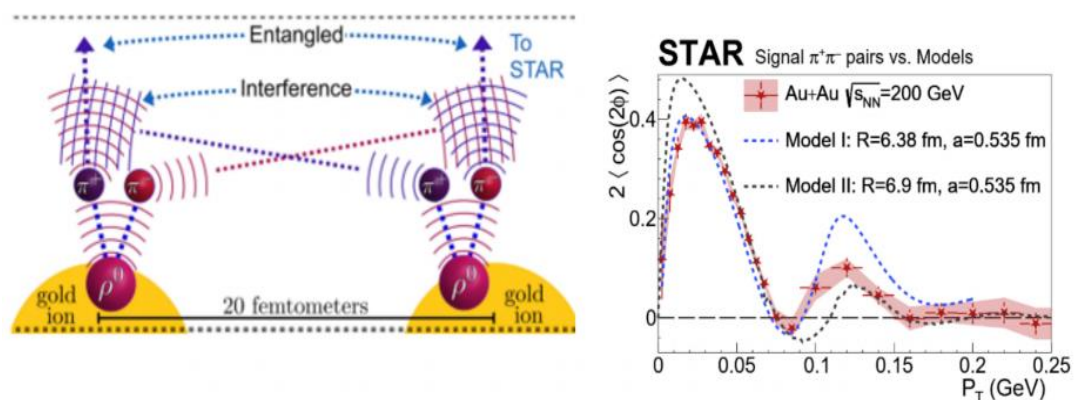 Entangled
To
STAR
Interference
π⁺ π⁻ π⁺ π⁻
ρ⁰ ρ⁰
gold
ion
20 femtometers
gold
ion
STAR Signal π⁺π⁻ pairs vs. Models
Au+Au √sNN=200 GeV
Model I: R=6.38 fm, a=0.535 fm
Model II: R=6.9 fm, a=0.535 fm
2 ⟨ cos(2ϕ) ⟩
0.4
0.2
0
0 0.05 0.1 0.15 0.2 0.25
PT (GeV)